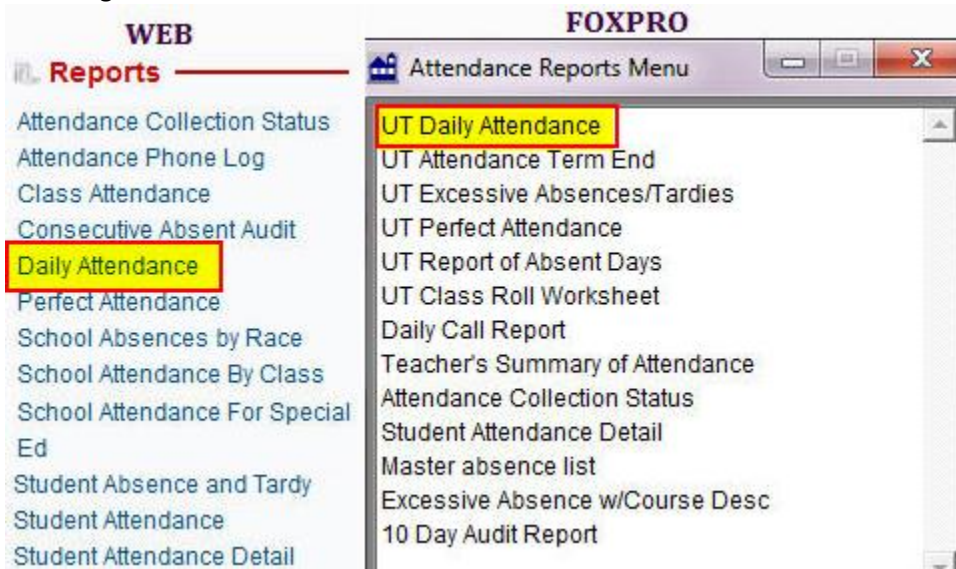 WEB
Reports
Attendance Collection Status
Attendance Phone Log
Class Attendance
Consecutive Absent Audit
Daily Attendance
Perfect Attendance
School Absences by Race
School Attendance By Class
School Attendance For Special
Ed
Student Absence and Tardy
Student Attendance
Student Attendance Detail
FOXPRO
Attendance Reports Menu
UT Daily Attendance
UT Attendance Term End
UT Excessive Absences/Tardies
UT Perfect Attendance
UT Report of Absent Days
UT Class Roll Worksheet
Daily Call Report
Teacher's Summary of Attendance
Attendance Collection Status
Student Attendance Detail
Master absence list
Excessive Absence w/Course Desc
10 Day Audit Report